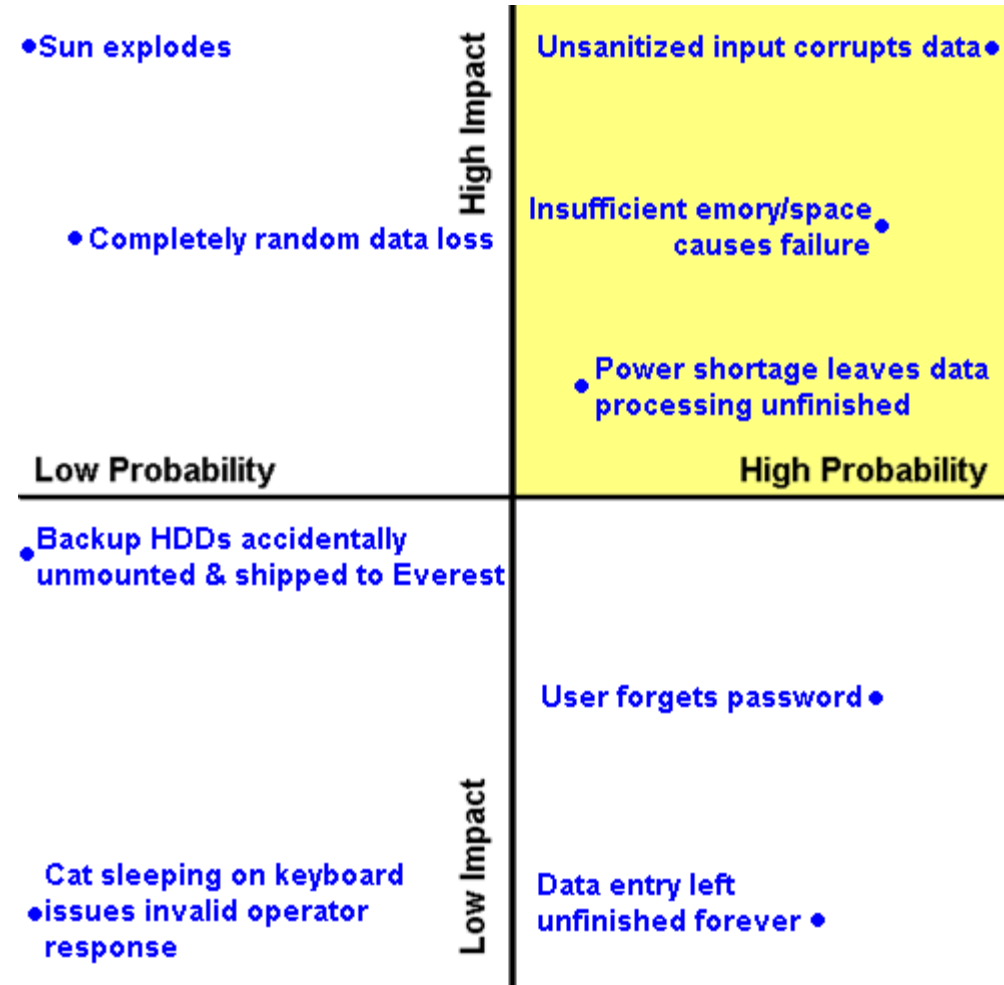 Sun explodes
High Impact
Unsanitized input corrupts data
Completely random data loss
Insufficient emory/space
causes failure
Power shortage leaves data
processing unfinished
Low Probability
High Probability
Backup HDDs accidentally
unmounted & shipped to Everest
User forgets password
Low Impact
Cat sleeping on keyboard
issues invalid operator
response
Data entry left
unfinished forever